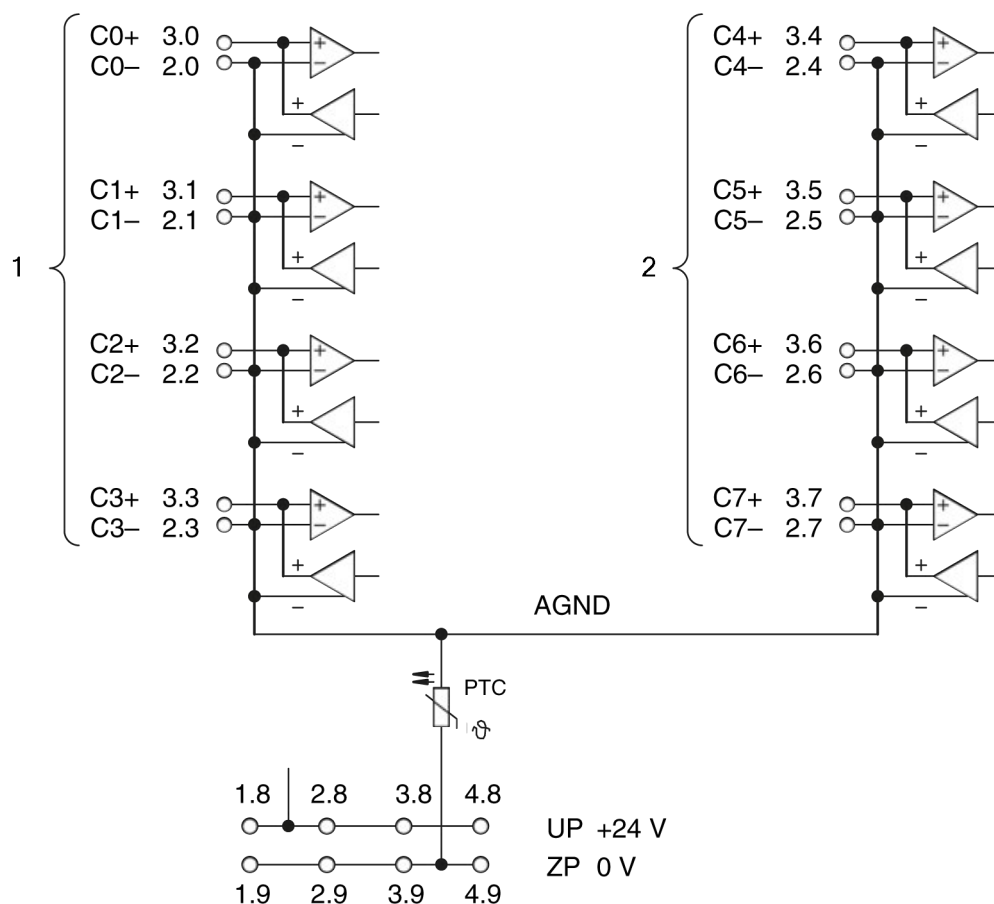 1
C0+ 3.0
C0– 2.0
+
–
+
–
C1+ 3.1
C1– 2.1
+
–
+
–
C2+ 3.2
C2– 2.2
+
–
+
–
C3+ 3.3
C3– 2.3
+
–
+
–
2
C4+ 3.4
C4– 2.4
+
–
+
–
C5+ 3.5
C5– 2.5
+
–
+
–
C6+ 3.6
C6– 2.6
+
–
+
–
C7+ 3.7
C7– 2.7
+
–
+
–
AGND
PTC
ϑ
1.8 2.8 3.8 4.8
UP +24 V
ZP 0 V
1.9 2.9 3.9 4.9